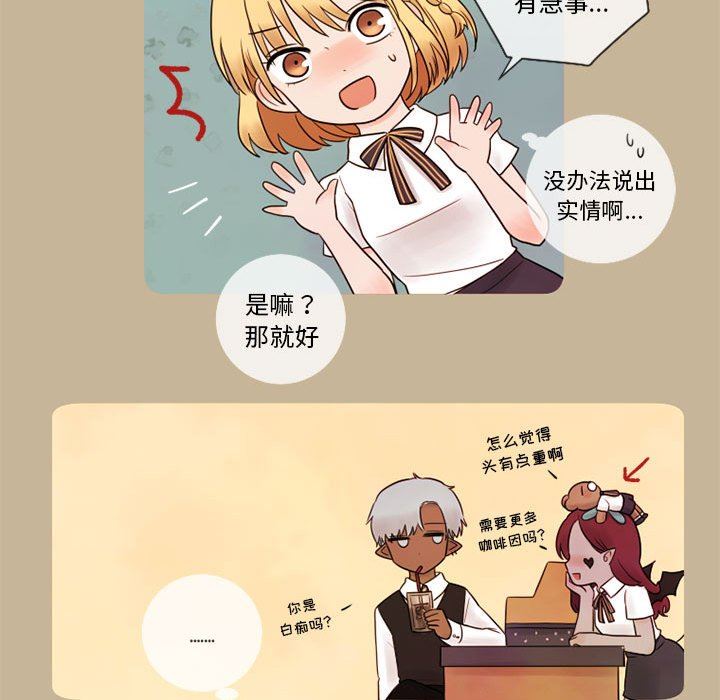 有急事...
没办法说出
实情啊...
是嘛？
那就好
怎么觉得
头有点重啊
需要更多
咖啡因吗?
你是
白痴吗?
.......